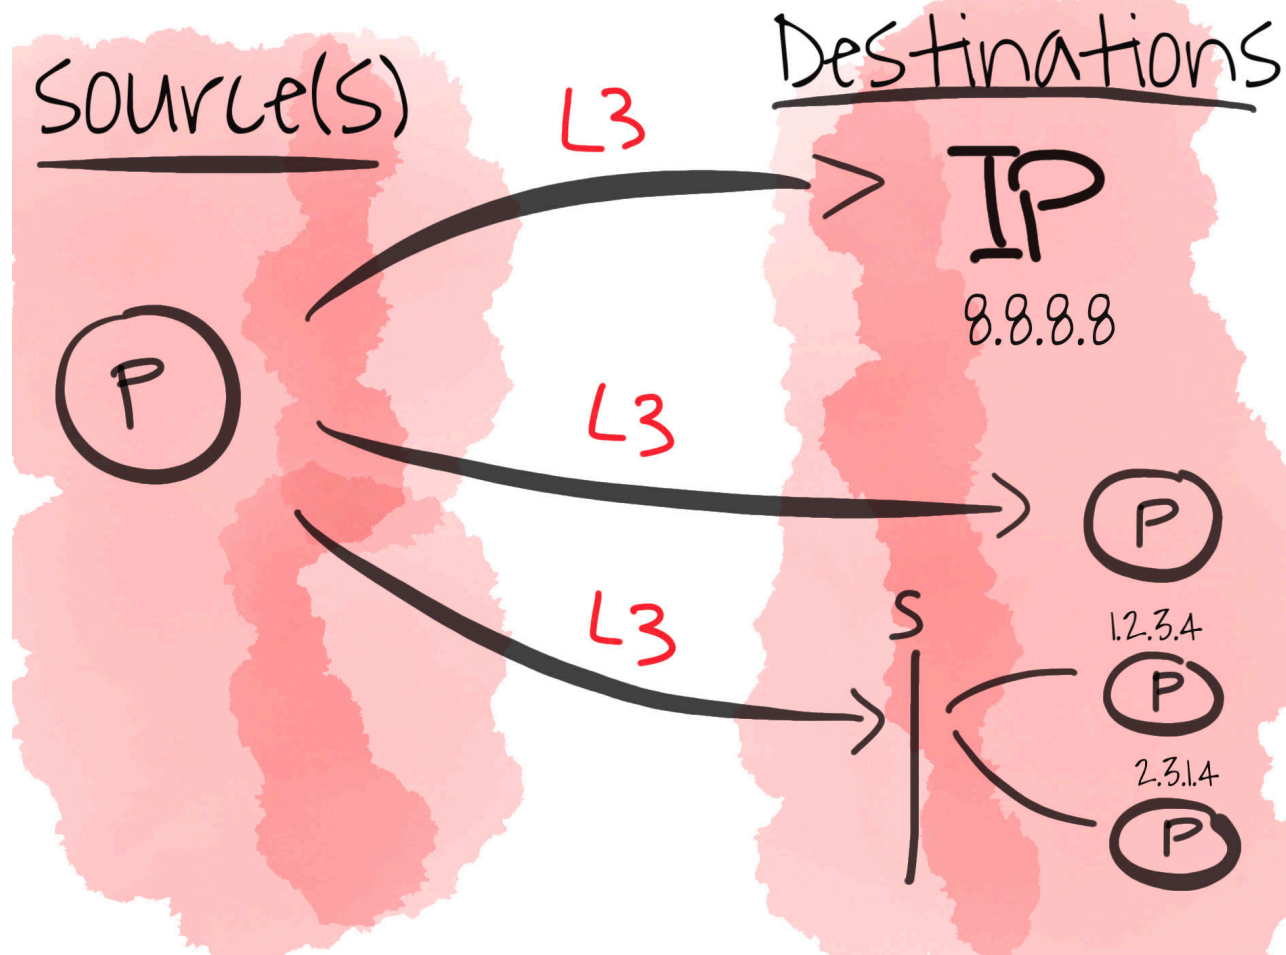 Source(s)
Destinations
L3
IP
8.8.8.8
P
L3
P
L3
S
1.2.3.4
P
2.3.1.4
P